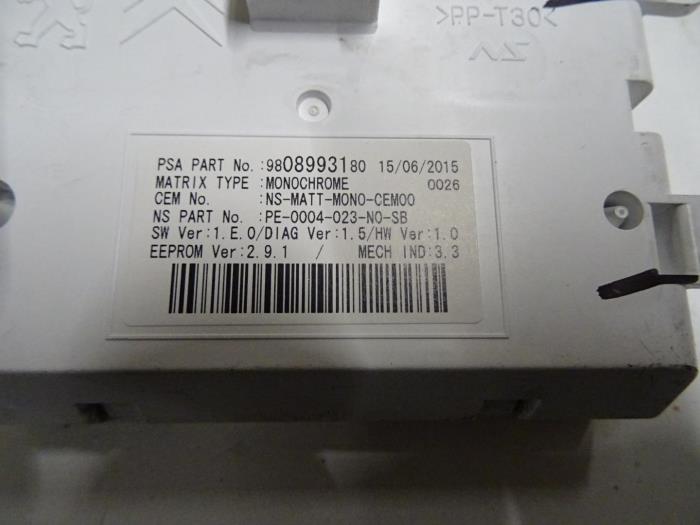 >PP-T30<
PSA PART No.:9808993180 15/06/2015
MATRIX TYPE :MONOCHROME 0026
CEM No. :NS-MATT-MONO-CEM00
NS PART No. :PE-0004-023-N0-SB
SW Ver:1.E.0/DIAG Ver:1.5/HW Ver:1.0
EEPROM Ver:2.9.1 / MECH IND:3.3